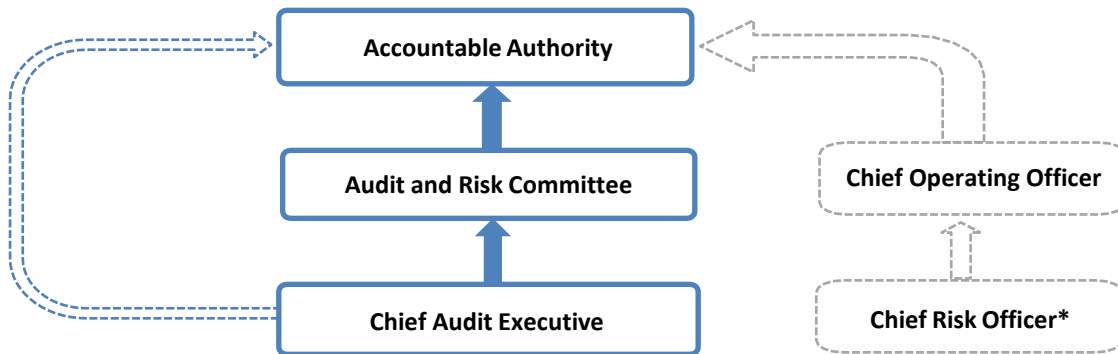 Accountable Authority
Audit and Risk Committee
Chief Operating Officer
Chief Audit Executive
Chief Risk Officer*